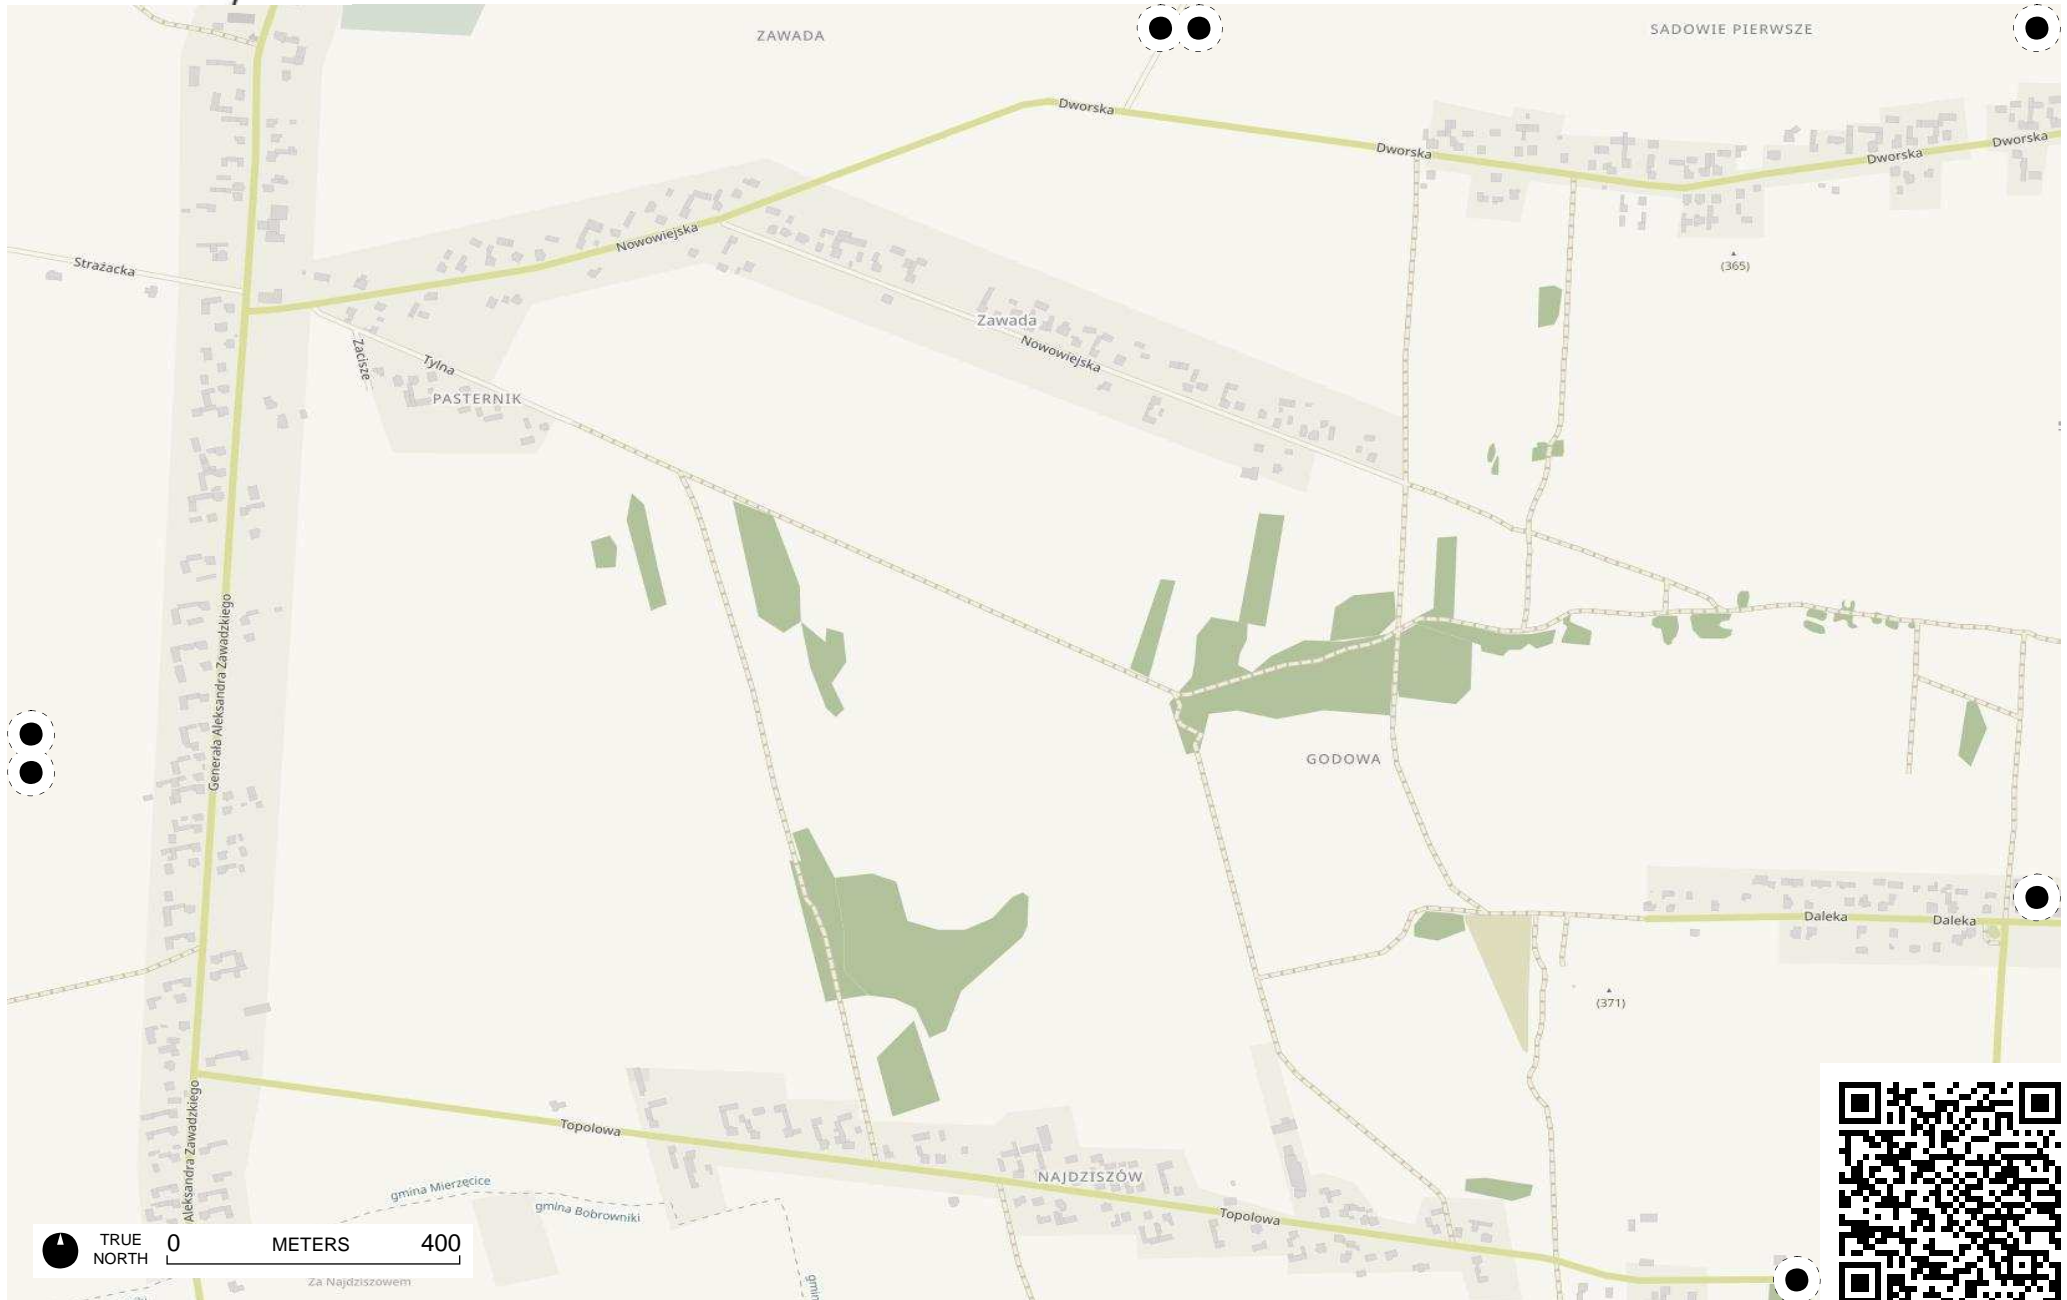 ZAWADA
SADOWIE PIERWSZE
Dworska
Dworska
Dworska
Dworska
Strażacka
Nowowiejska
(365)
Zawada
Nowowiejska
Zacisze
Tylna
PASTERNIK
Generała Aleksandra Zawadzkiego
GODOWA
Daleka
Daleka
(371)
Aleksandra Zawadzkiego
Topolowa
NAJDZISZÓW
Topolowa
gmina Mierzęcice
gmina Bobrowniki
TRUE
NORTH
0 METERS 400
Za Najdziszowem